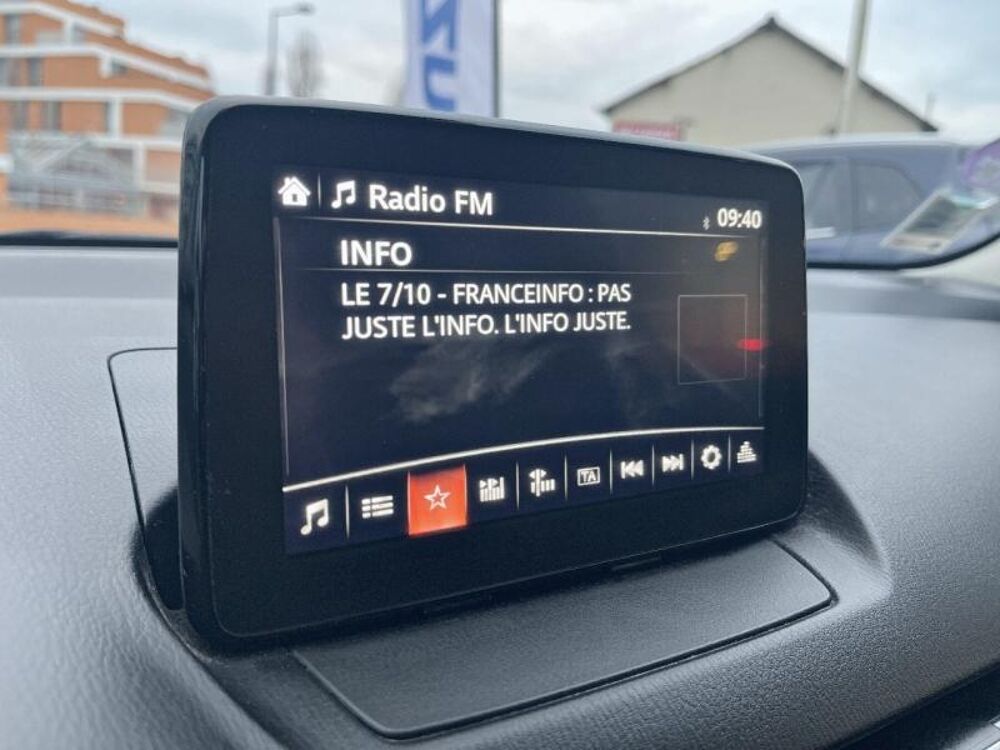 Radio FM
09:40
INFO
LE 7/10 - FRANCEINFO : PAS
JUSTE L'INFO. L'INFO JUSTE.
TA